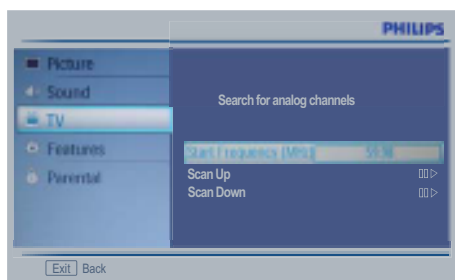 PHILIPS
Picture
Sound
TV
Features
Parental
Search for analog channels
Start Frequency (MHz)
Scan Up
Scan Down
Exit Back